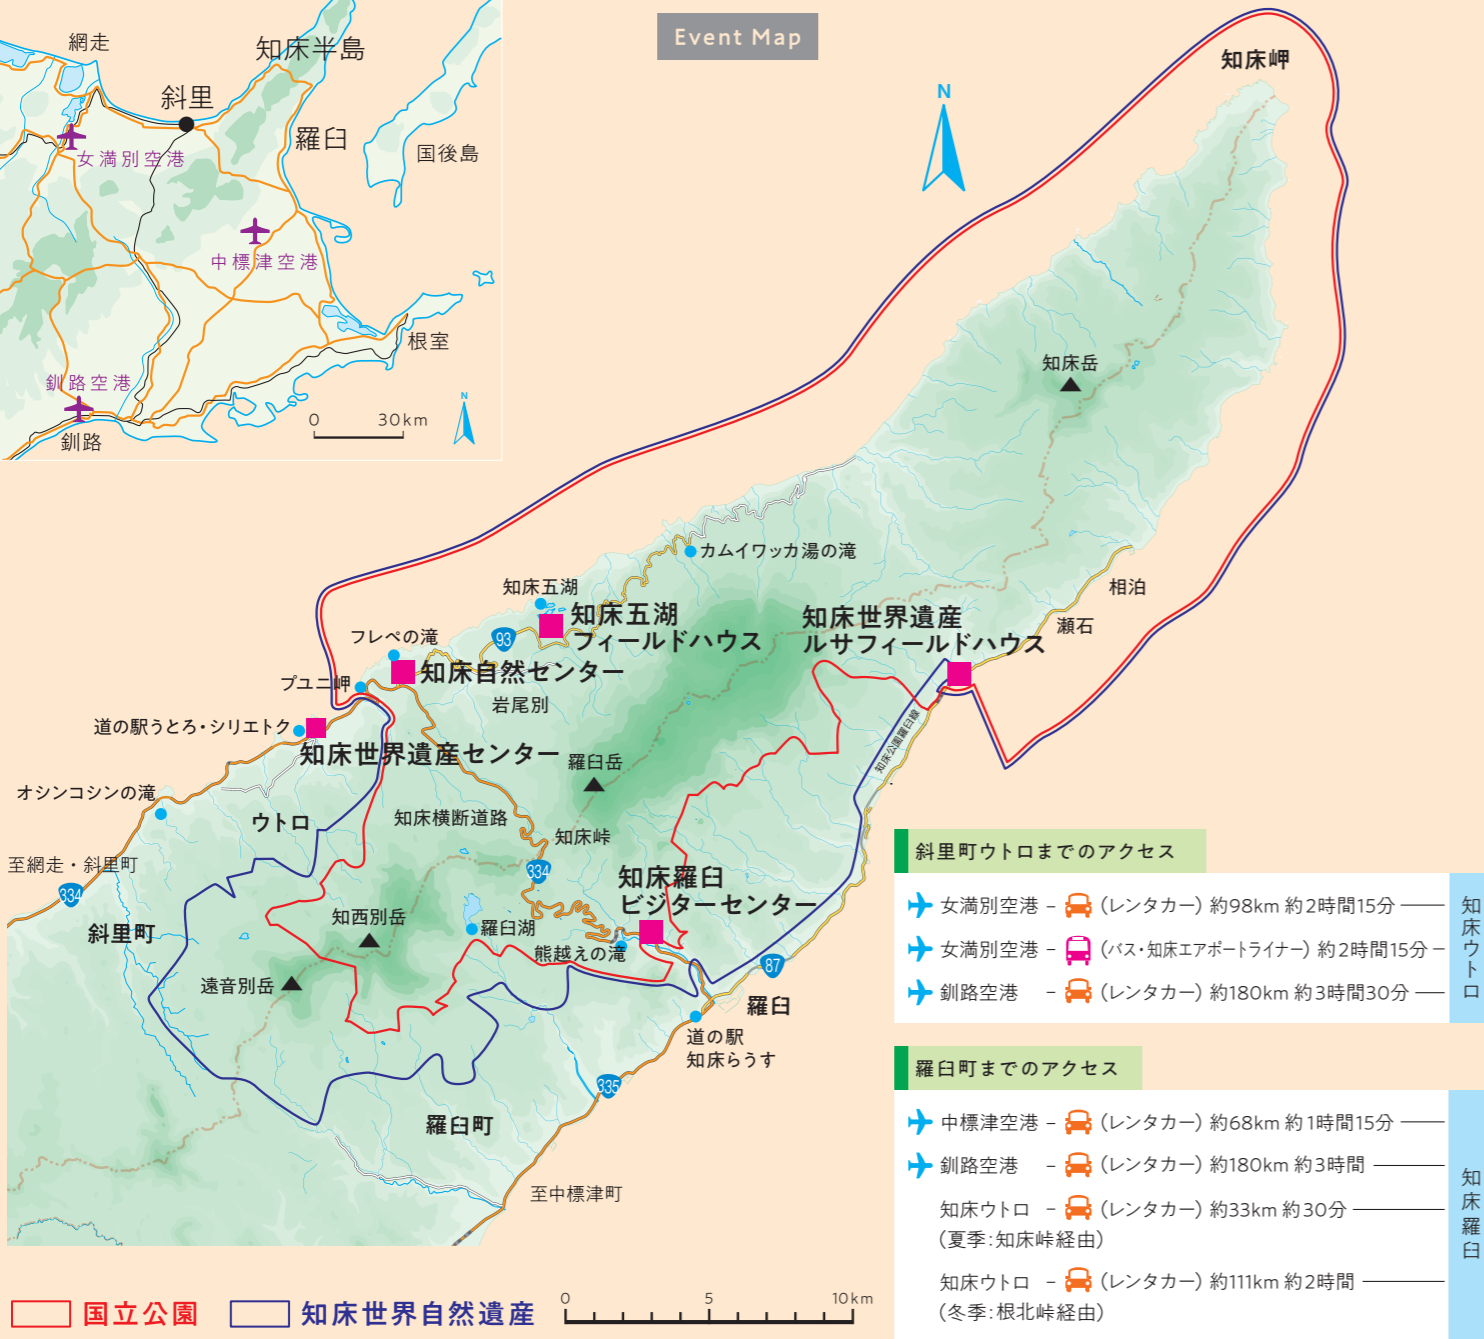 Event Map
網走
知床半島
斜里
女満別空港
羅臼
国後島
中標津空港
根室
釧路空港
釧路
N
0 30km
N
知床岬
知床岳
カムイワッカ湯の滝
相泊
瀬石
知床五湖
知床五湖
フィールドハウス
知床世界遺産
ルサフィールドハウス
93
フレペの滝
知床自然センター
プユニ岬
岩尾別
道の駅うとろ・シリエトク
知床世界遺産センター
羅臼岳
知床公園羅臼線
オシンコシンの滝
ウトロ
知床横断道路
知床峠
至網走・斜里町
334
334
知床羅臼
ビジターセンター
斜里町
知西別岳
羅臼湖
熊越えの滝
遠音別岳
87
羅臼
道の駅
知床らうす
335
羅臼町
至中標津町
斜里町ウトロまでのアクセス
女満別空港 – (レンタカー) 約98km 約2時間15分
女満別空港 – (バス・知床エアポートライナー) 約2時間15分
釧路空港 – (レンタカー) 約180km 約3時間30分
知床ウトロ
羅臼町までのアクセス
中標津空港 – (レンタカー) 約68km 約1時間15分
釧路空港 – (レンタカー) 約180km 約3時間
知床ウトロ – (レンタカー) 約33km 約30分
(夏季:知床峠経由)
知床ウトロ – (レンタカー) 約111km 約2時間
(冬季:根北峠経由)
知床羅臼
国立公園
知床世界自然遺産
0 5 10km